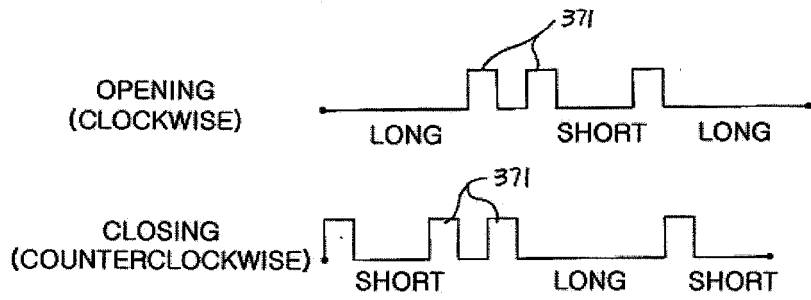 371
OPENING
(CLOCKWISE)
LONG SHORT LONG
371
CLOSING
(COUNTERCLOCKWISE)
SHORT LONG SHORT